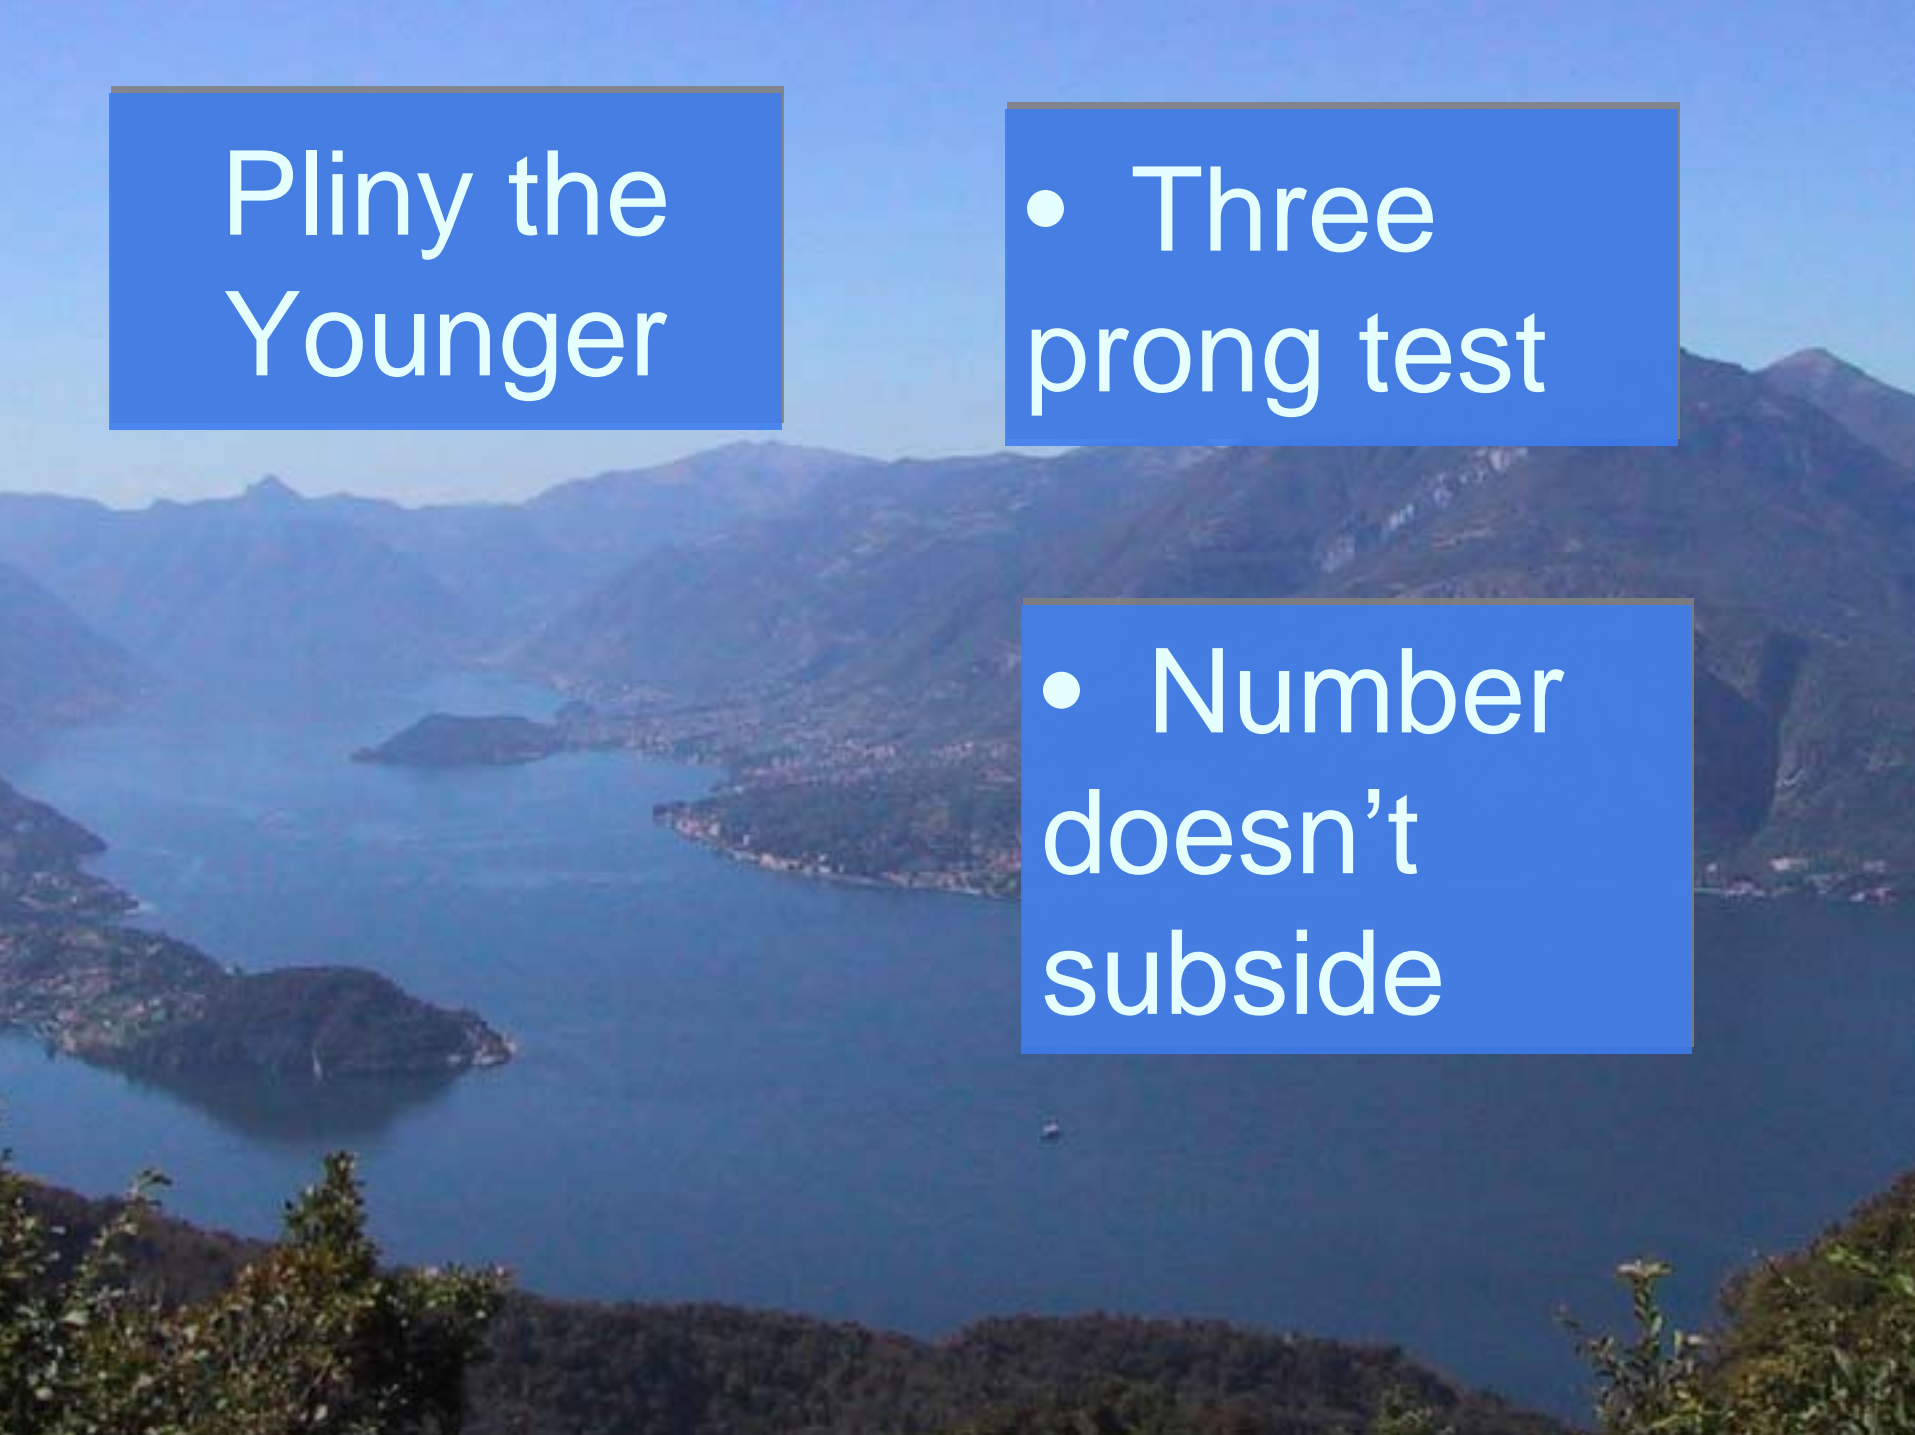 Pliny the
Younger
• Three
prong test
• Number
doesn’t
subside